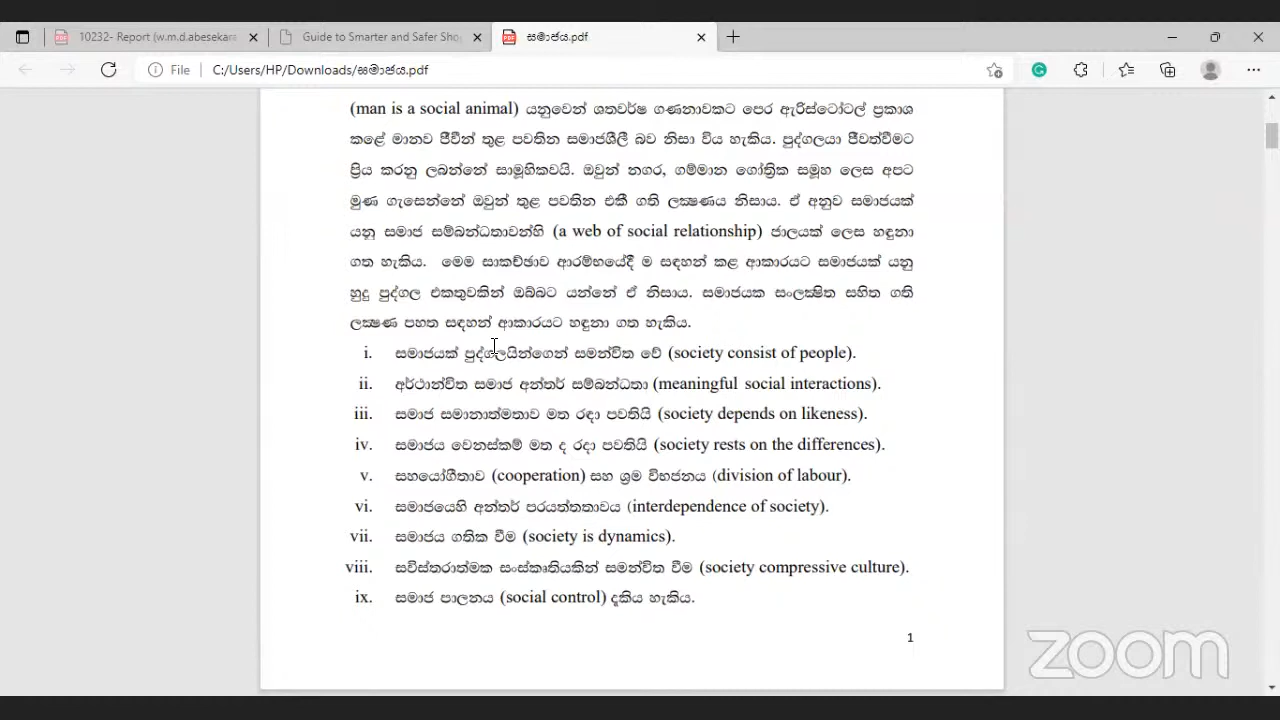 10232- Report (w.m.d.abesekara
Guide to Smarter and Safer Sho
සමාජය.pdf
File
C:/Users/HP/Downloads/සමාජය.pdf
(man is a social animal) යනුවෙන් ශතවර්ෂ ගණනාවකට පෙර ඇරිස්ටෝටල් ප්‍රකාශ
කළේ මානව ජීවීන් තුළ පවතින සමාජශීලී බව නිසා විය හැකිය. පුද්ගලයා ජීවත්වීමට
ප්‍රිය කරනු ලබන්නේ සාමූහිකවයි. ඔවුන් නගර, ගම්මාන ගෝත්‍රික සමූහ ලෙස අපට
මුණ ගැසෙන්නේ ඔවුන් තුළ පවතින එකී ගති ලක්‍ෂණය නිසාය. ඒ අනුව සමාජයක්
යනු සමාජ සම්බන්ධතාවන්හි (a web of social relationship) ජාලයක් ලෙස හඳුනා
ගත හැකිය. මෙම සාකච්ඡාව ආරම්භයේදී ම සඳහන් කළ ආකාරයට සමාජයක් යනු
හුදු පුද්ගල එකතුවකින් ඔබ්බට යන්නේ ඒ නිසාය. සමාජයක සංලක්‍ෂිත සහිත ගති
ලක්‍ෂණ පහත සඳහන් ආකාරයට හඳුනා ගත හැකිය.
i. සමාජයක් පුද්ගලයින්ගෙන් සමන්විත වේ (society consist of people).
ii. අර්ථාන්විත සමාජ අන්තර් සම්බන්ධතා (meaningful social interactions).
iii. සමාජ සමානාත්මතාව මත රඳා පවතියි (society depends on likeness).
iv. සමාජය වෙනස්කම් මත ද රදා පවතියි (society rests on the differences).
v. සහයෝගීතාව (cooperation) සහ ශ්‍රම විභජනය (division of labour).
vi. සමාජයෙහි අන්තර් පරයත්තතාවය (interdependence of society).
vii. සමාජය ගතික වීම (society is dynamics).
viii. සවිස්තරාත්මක සංස්කෘතියකින් සමන්විත වීම (society compressive culture).
ix. සමාජ පාලනය (social control) දැකිය හැකිය.
1
zoom